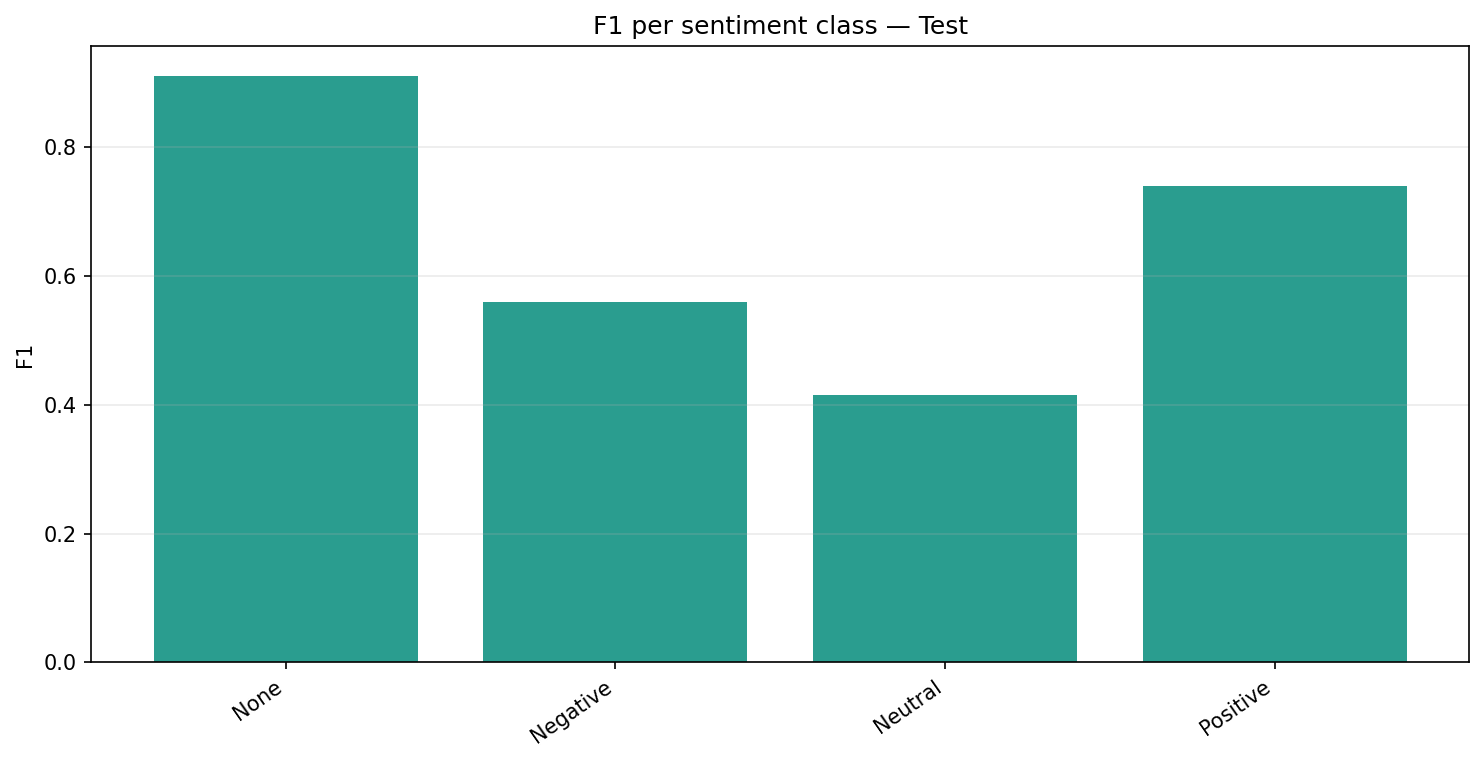 F1 per sentiment class — Test
F1
0.8
0.6
0.4
0.2
0.0
None
Negative
Neutral
Positive